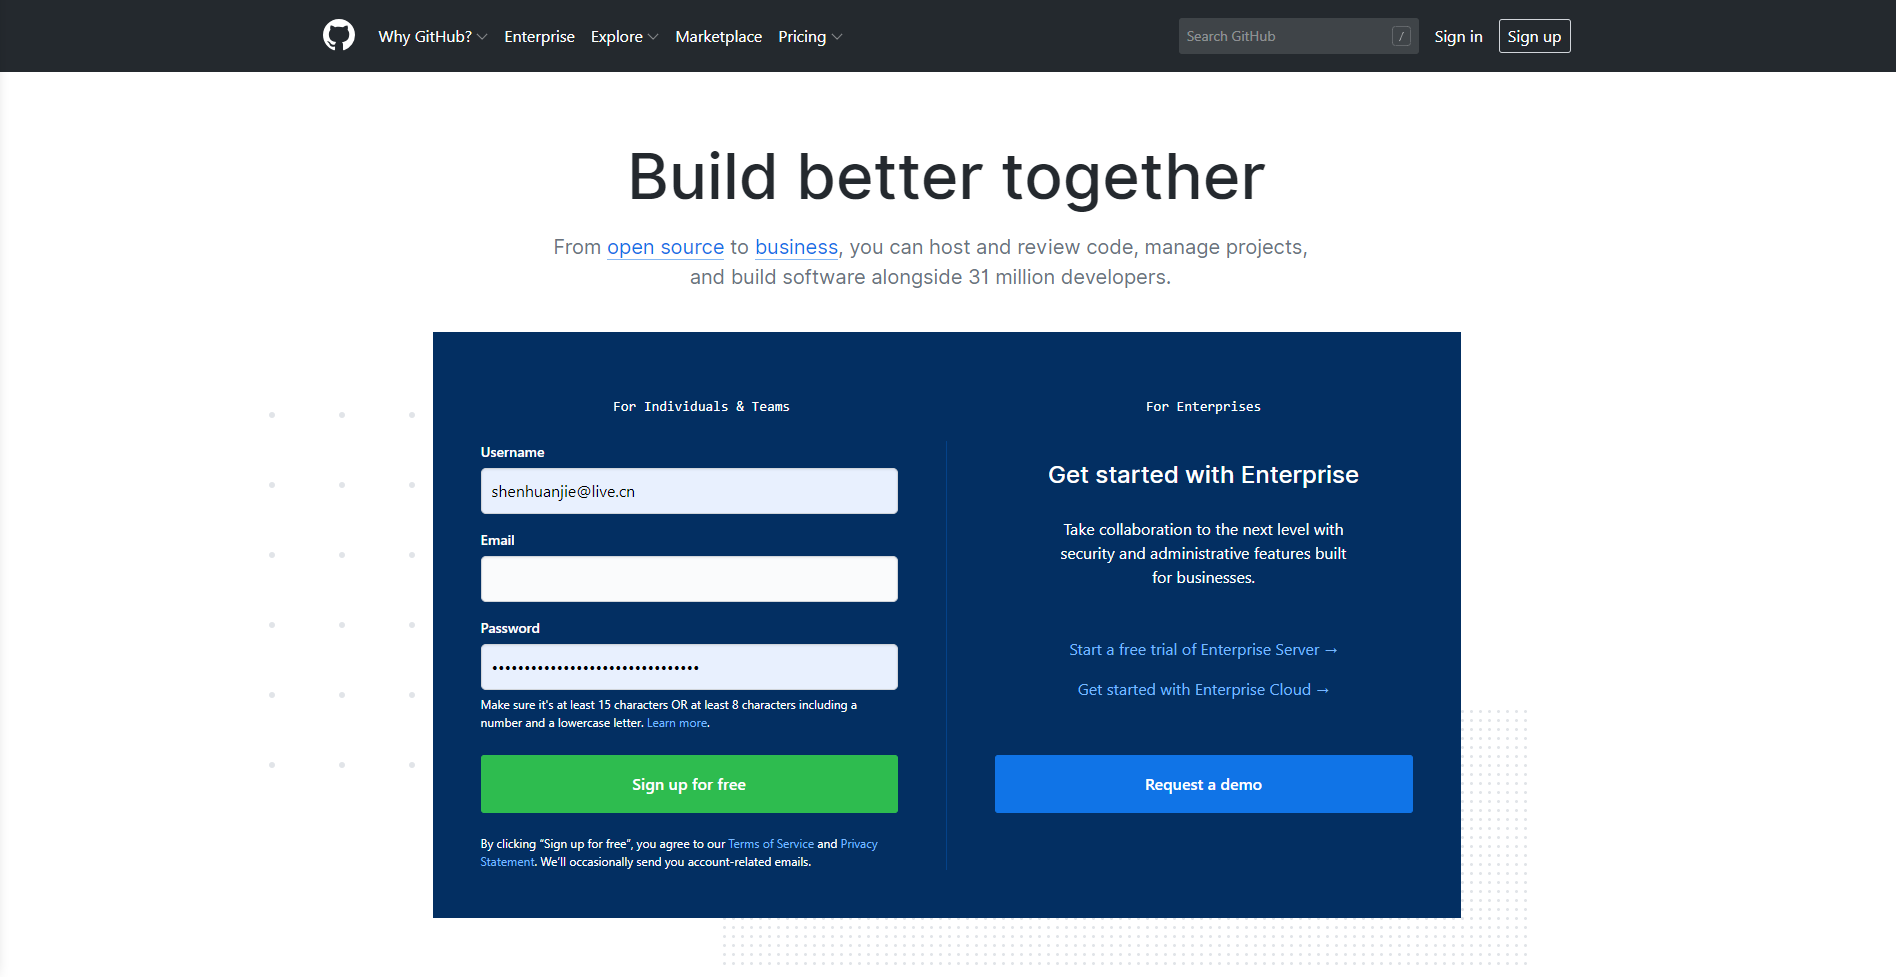 Why GitHub? Enterprise Explore Marketplace Pricing Search GitHub / Sign in Sign up
Build better together
From open source to business, you can host and review code, manage projects,
and build software alongside 31 million developers.
For Individuals & Teams
Username
shenhuanjie@live.cn
Email
Password
••••••••••••••••••••••••••••••••
Make sure it's at least 15 characters OR at least 8 characters including a
number and a lowercase letter. Learn more.
Sign up for free
By clicking “Sign up for free”, you agree to our Terms of Service and Privacy
Statement. We’ll occasionally send you account-related emails.
For Enterprises
Get started with Enterprise
Take collaboration to the next level with
security and administrative features built
for businesses.
Start a free trial of Enterprise Server →
Get started with Enterprise Cloud →
Request a demo